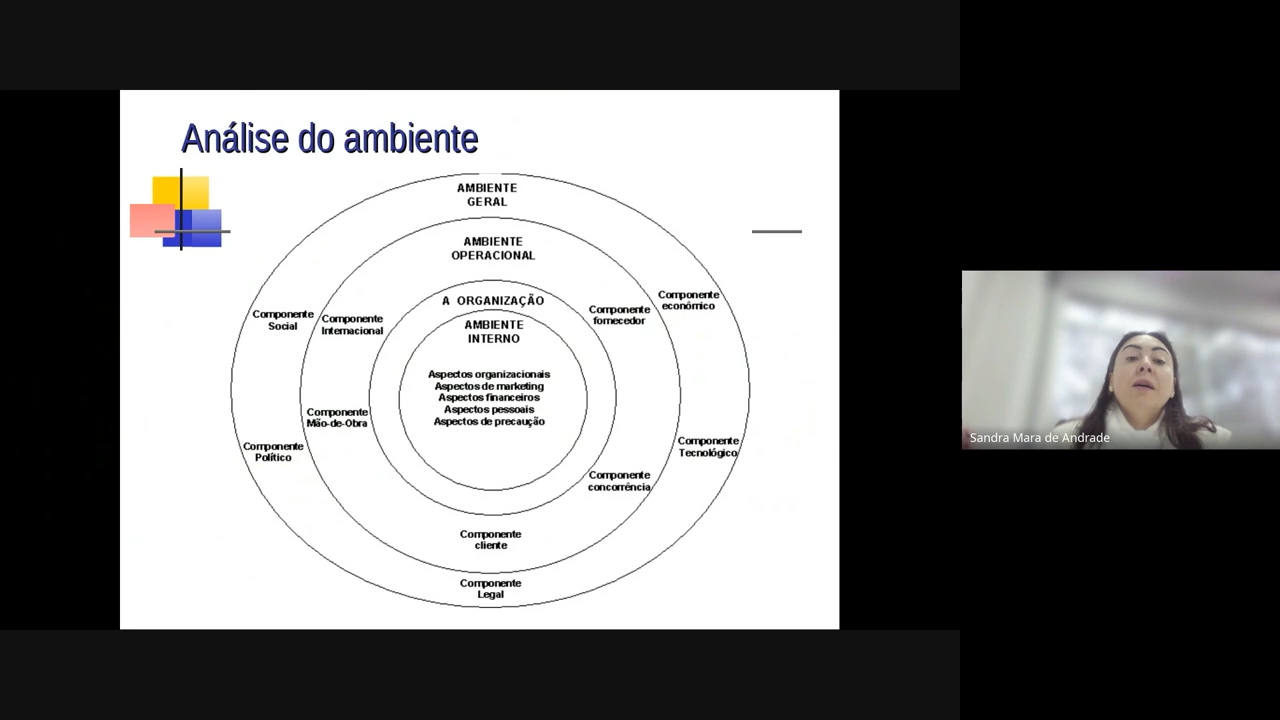 Análise do ambiente
AMBIENTE
GERAL
AMBIENTE
OPERACIONAL
A ORGANIZAÇÃO
AMBIENTE
INTERNO
Componente
Social
Componente
Internacional
Componente
fornecedor
Componente
econômico
Aspectos organizacionais
Aspectos de marketing
Aspectos financeiros
Aspectos pessoais
Aspectos de precaução
Componente
Mão-de-Obra
Componente
Político
Componente
Tecnológico
Componente
concorrência
Componente
cliente
Componente
Legal
Sandra Mara de Andrade